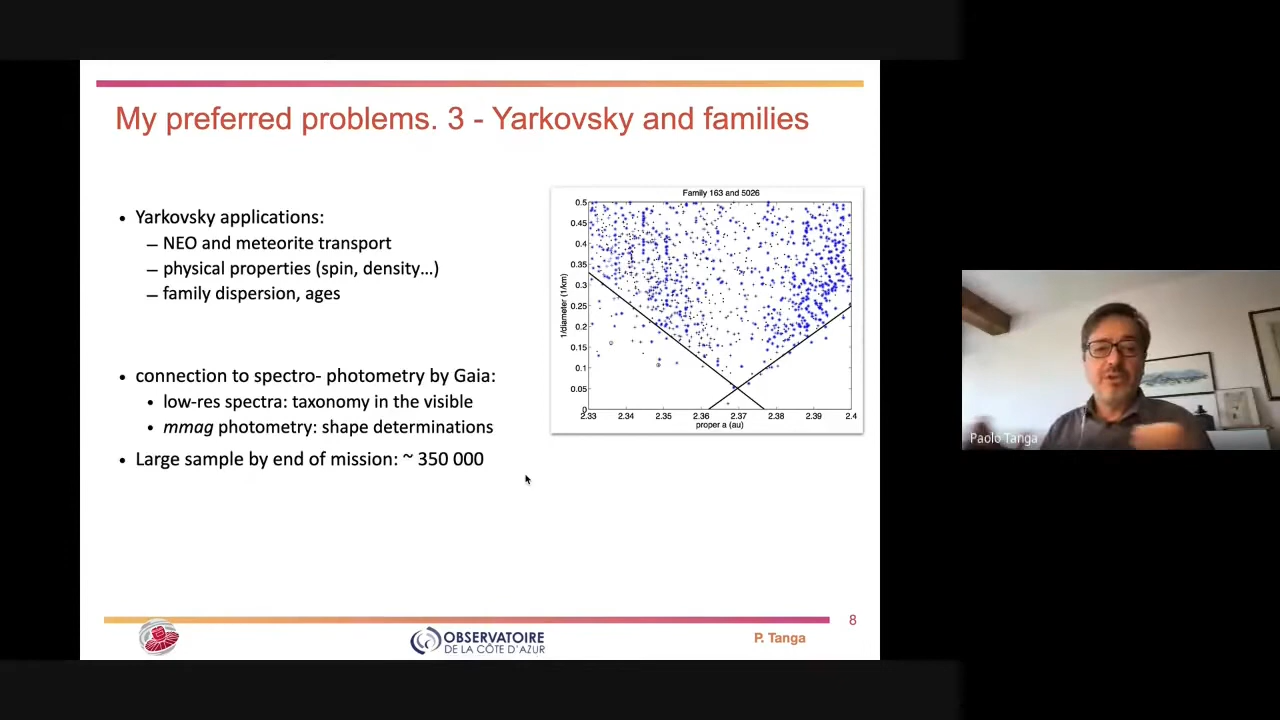 My preferred problems. 3 - Yarkovsky and families
• Yarkovsky applications:
– NEO and meteorite transport
– physical properties (spin, density…)
– family dispersion, ages
• connection to spectro- photometry by Gaia:
• low-res spectra: taxonomy in the visible
• mmag photometry: shape determinations
• Large sample by end of mission: ~ 350 000
Family 163 and 5026
1/diameter (1/km)
0.5
0.45
0.4
0.35
0.3
0.25
0.2
0.15
0.1
0.05
0
2.33 2.34 2.35 2.36 2.37 2.38 2.39 2.4
proper a (au)
Paolo Tanga
8
OBSERVATOIRE
DE LA CÔTE D'AZUR
P. Tanga